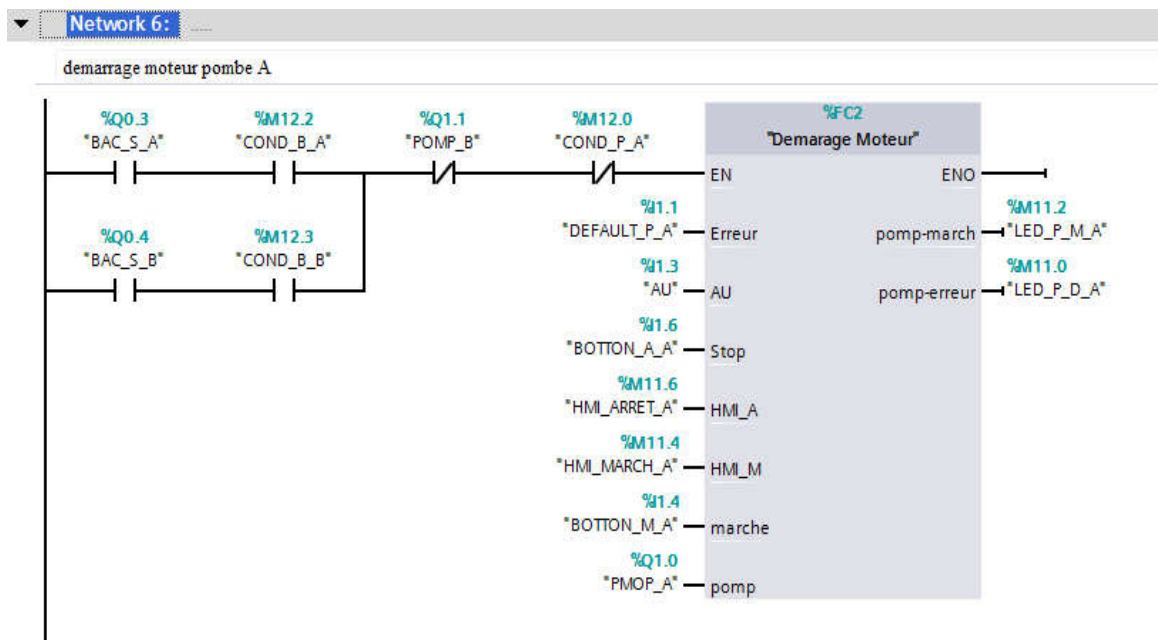 Network 6: .....
demarrage moteur pombe A
%Q0.3 %M12.2 %Q1.1 %M12.0 %FC2
"BAC_S_A" "COND_B_A" "POMP_B" "COND_P_A" "Demarage Moteur"
EN ENO
%I1.1 %M11.2
"DEFAULT_P_A" Erreur pomp-march "LED_P_M_A"
%Q0.4 %M12.3
"BAC_S_B" "COND_B_B"
%I1.3 %M11.0
"AU" AU pomp-erreur "LED_P_D_A"
%I1.6
"BOTTON_A_A" Stop
%M11.6
"HMI_ARRET_A" HMI_A
%M11.4
"HMI_MARCH_A" HMI_M
%I1.4
"BOTTON_M_A" marche
%Q1.0
"PMOP_A" pomp